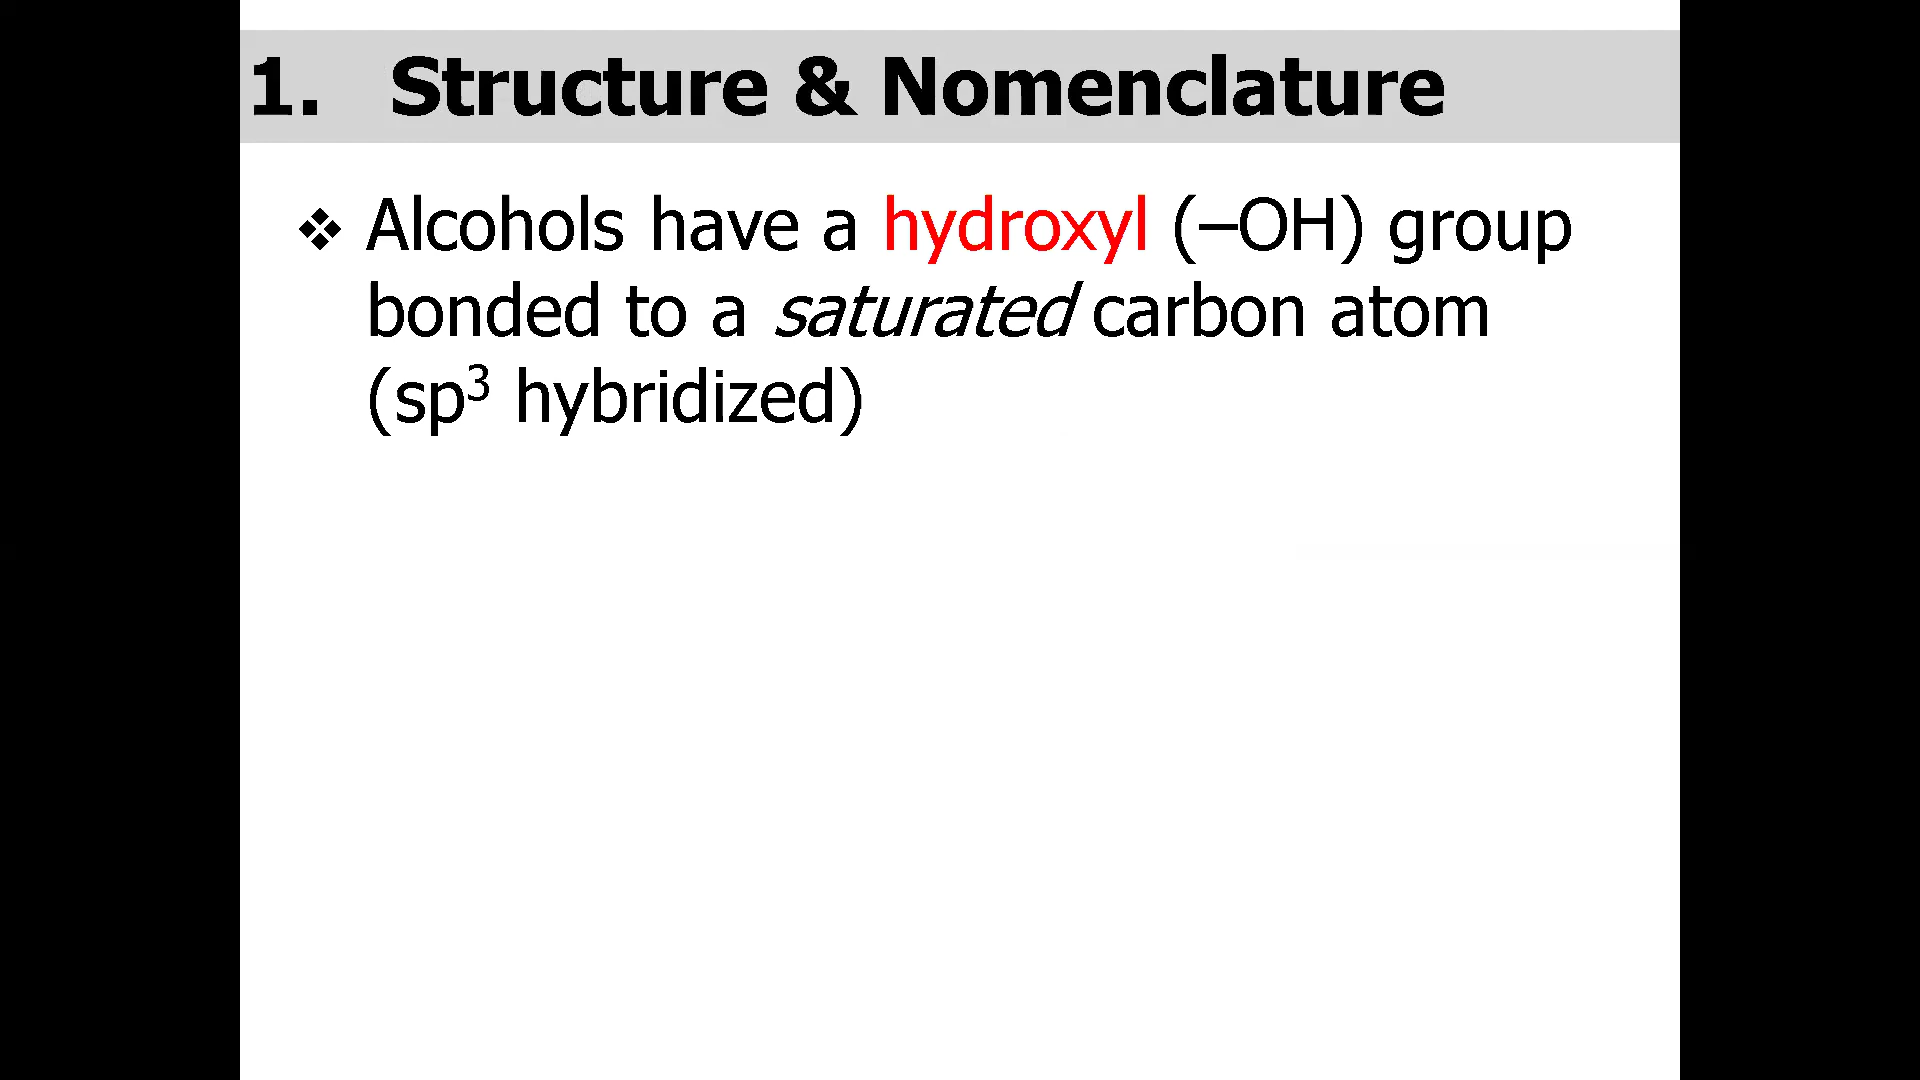 1. Structure & Nomenclature
❖ Alcohols have a hydroxyl (–OH) group
bonded to a saturated carbon atom
(sp³ hybridized)